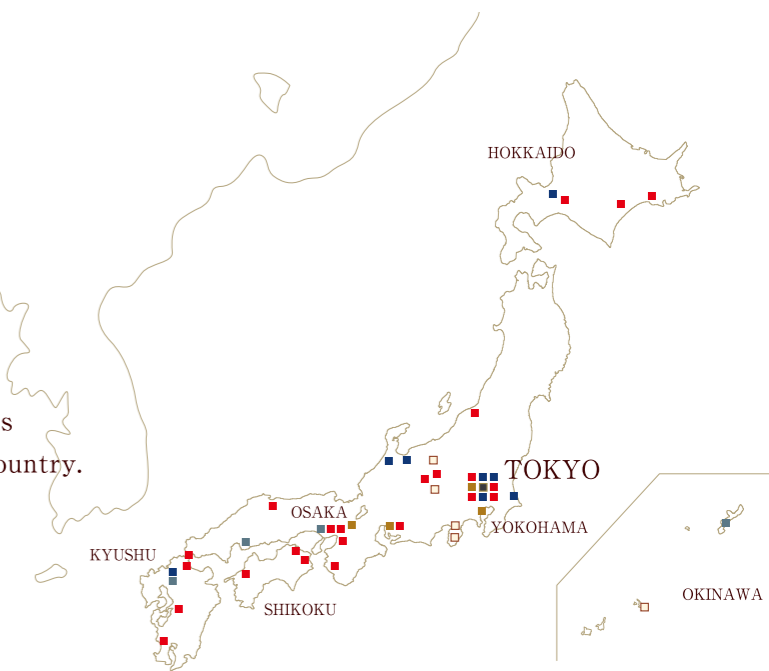 HOKKAIDO
s
ountry.
TOKYO
OSAKA
YOKOHAMA
KYUSHU
OKINAWA
SHIKOKU